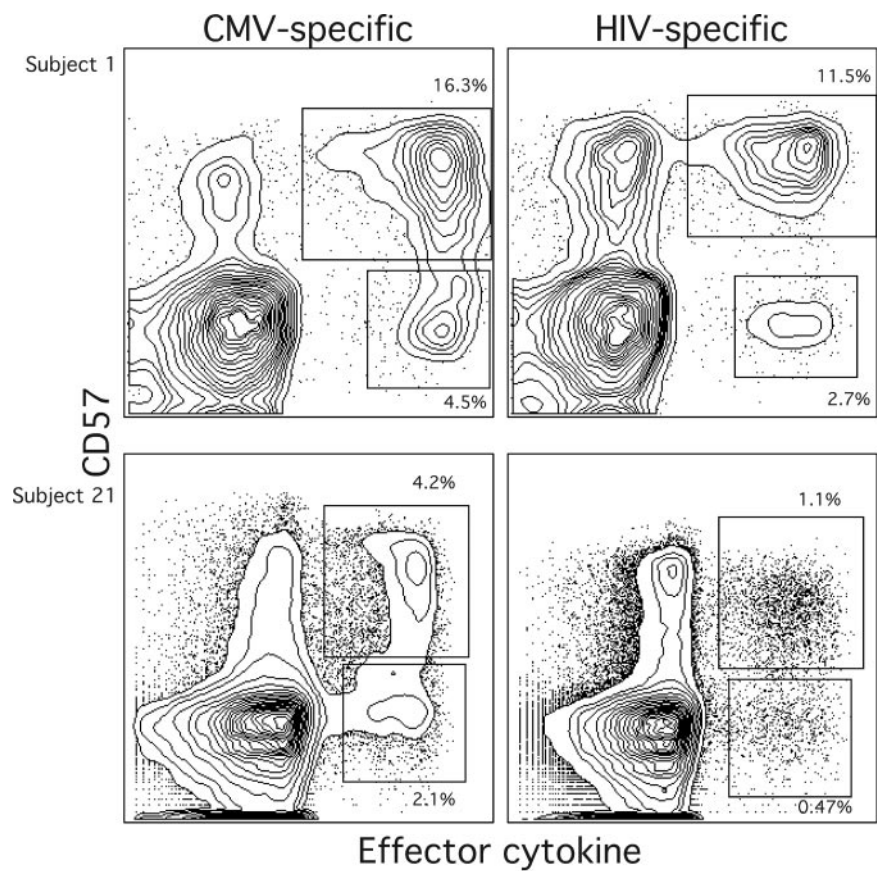 CMV-specific
HIV-specific
Subject 1
16.3%
11.5%
4.5%
2.7%
CD57
Subject 21
4.2%
1.1%
2.1%
0.47%
Effector cytokine